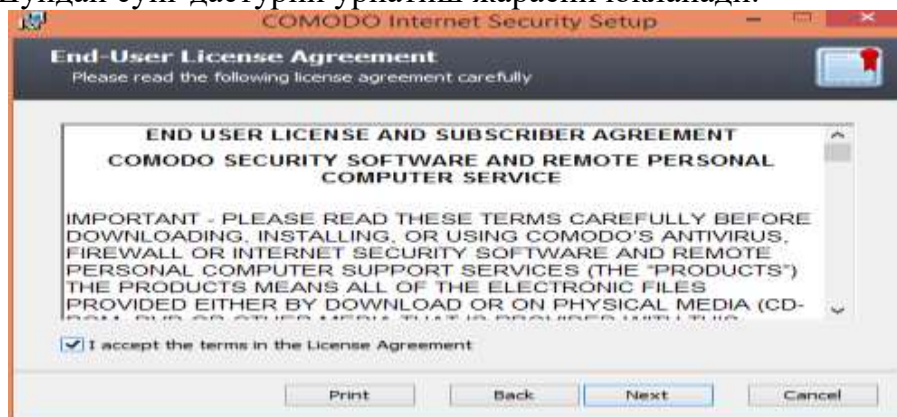 дастурни ўрнатиш жараёни юкланади.
COMODO Internet Security Setup
End-User License Agreement
Please read the following license agreement carefully
END USER LICENSE AND SUBSCRIBER AGREEMENT
COMODO SECURITY SOFTWARE AND REMOTE PERSONAL
COMPUTER SERVICE
IMPORTANT - PLEASE READ THESE TERMS CAREFULLY BEFORE
DOWNLOADING, INSTALLING, OR USING COMODO'S ANTIVIRUS,
FIREWALL OR INTERNET SECURITY SOFTWARE AND REMOTE
PERSONAL COMPUTER SUPPORT SERVICES (THE "PRODUCTS")
THE PRODUCTS MEANS ALL OF THE ELECTRONIC FILES
PROVIDED EITHER BY DOWNLOAD OR ON PHYSICAL MEDIA (CD-
I accept the terms in the License Agreement
Print Back Next Cancel